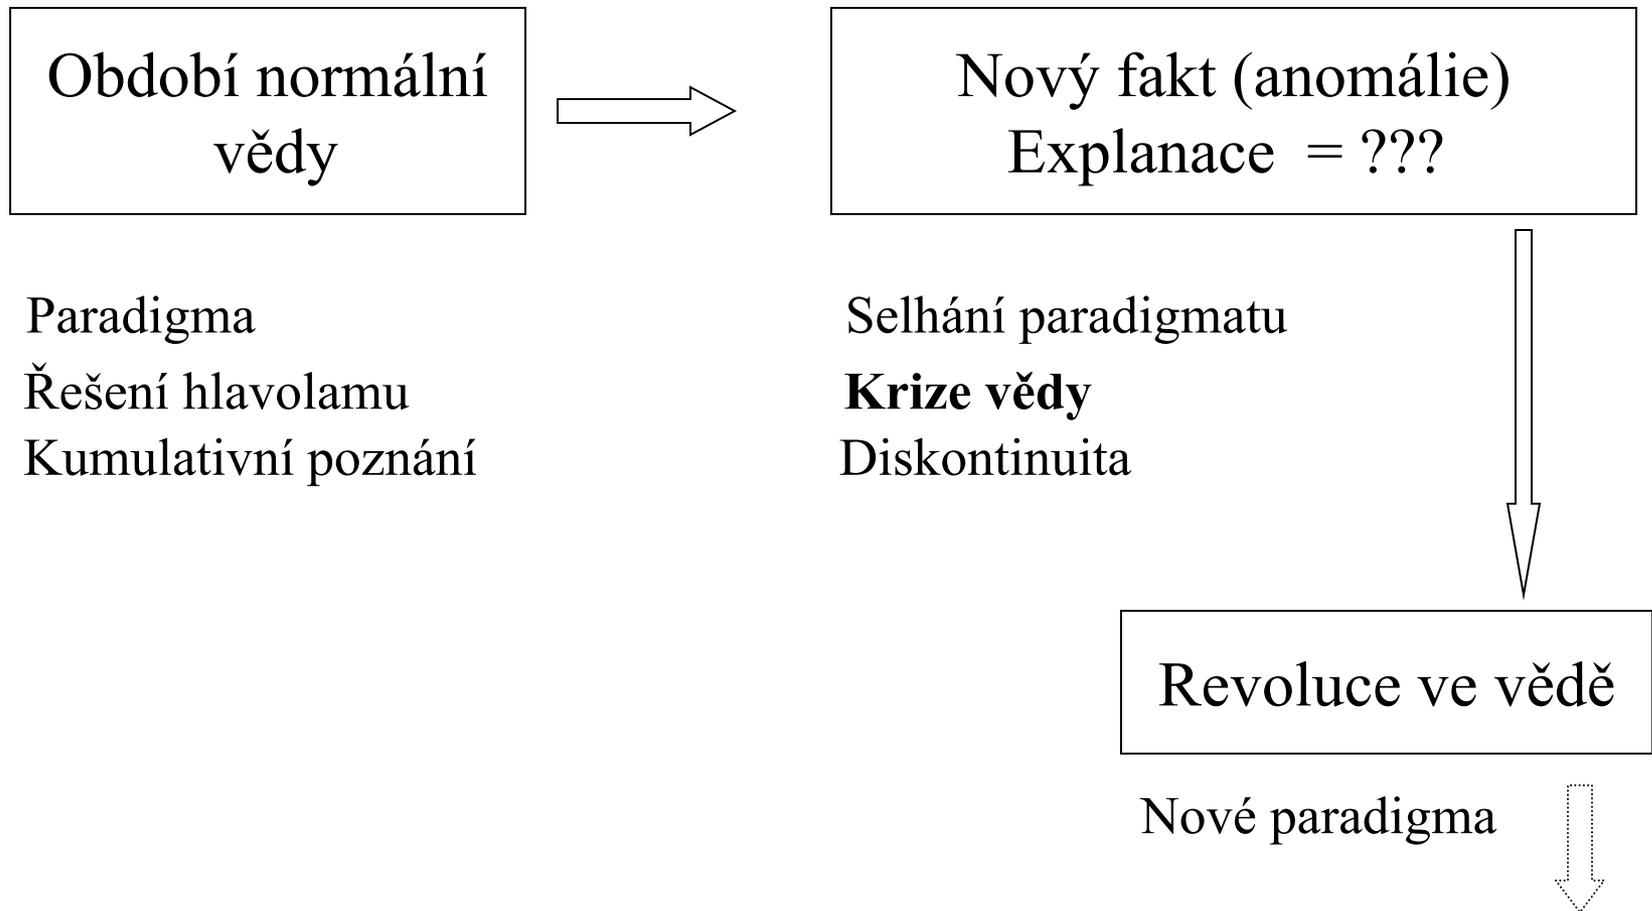 Období normální
vědy
Nový fakt (anomálie)
Explanace = ???
Paradigma
Řešení hlavolamu
Kumulativní poznání
Selhání paradigmatu
Krize vědy
Diskontinuita
Revoluce ve vědě
Nové paradigma